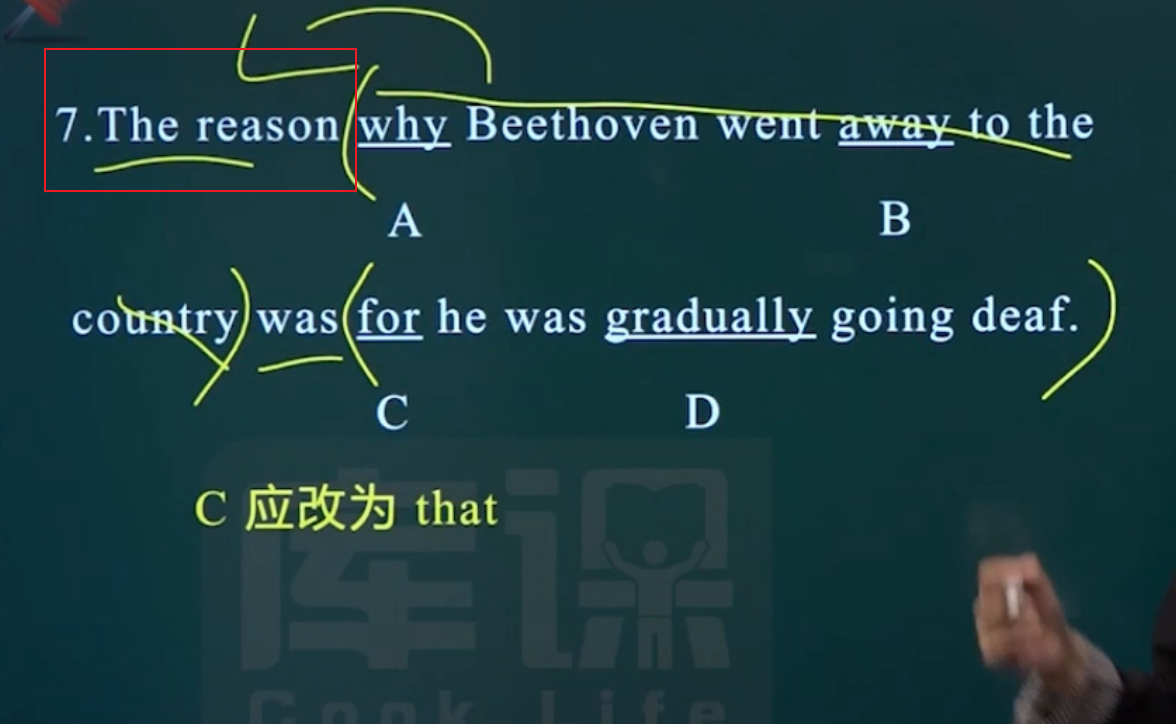 7.The reason why Beethoven went away to the
A B
country was for he was gradually going deaf.
C D
C 应改为 that
库课
Cook Life